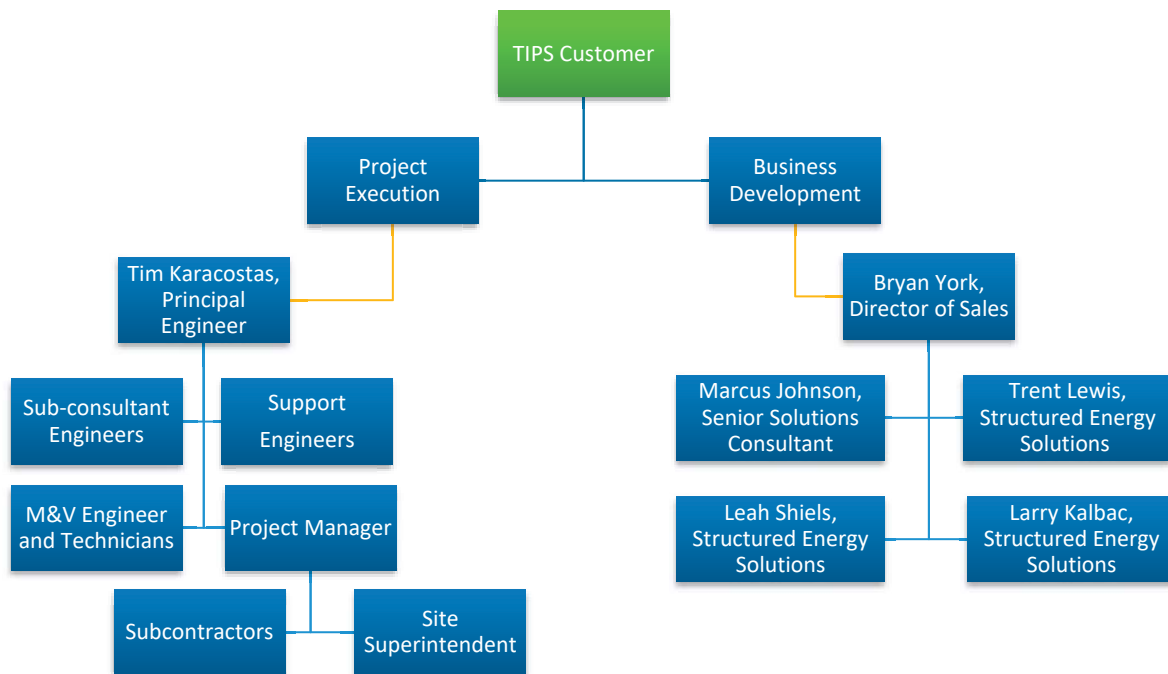 TIPS Customer
Project
Execution
Business
Development
Tim Karacostas,
Principal
Engineer
Bryan York,
Director of Sales
Sub-consultant
Engineers
Support
Engineers
Marcus Johnson,
Senior Solutions
Consultant
Trent Lewis,
Structured Energy
Solutions
M&V Engineer
and Technicians
Project Manager
Leah Shiels,
Structured Energy
Solutions
Larry Kalbac,
Structured Energy
Solutions
Subcontractors
Site
Superintendent